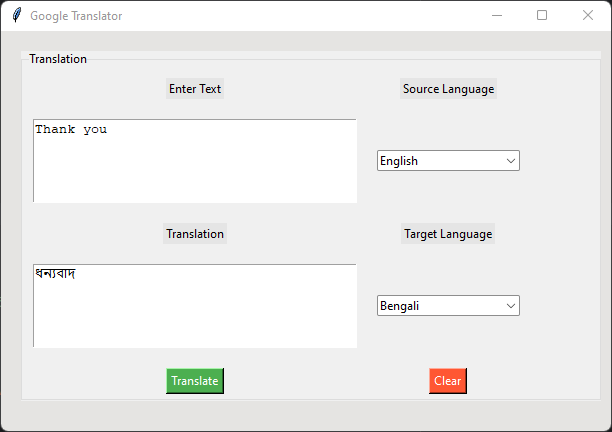 Google Translator
Translation
Enter Text
Source Language
Thank you
English
Translation
Target Language
ধন্যবাদ
Bengali
Translate
Clear